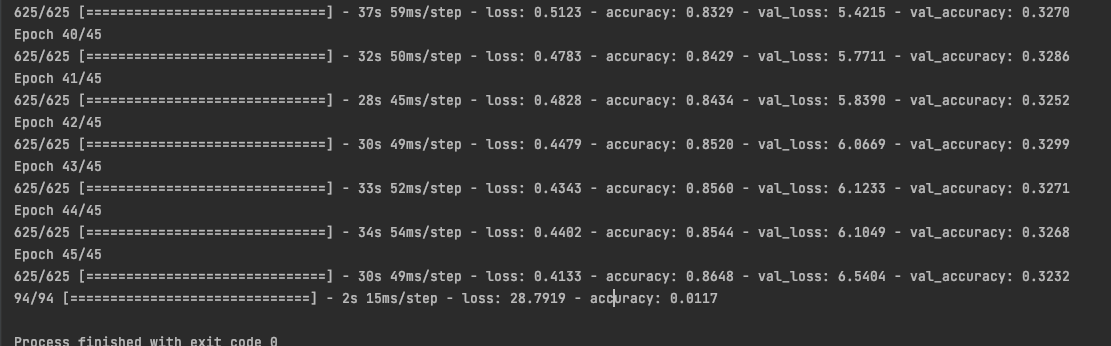 625/625 [==============================] - 37s 59ms/step - loss: 0.5123 - accuracy: 0.8329 - val_loss: 5.4215 - val_accuracy: 0.3270
Epoch 40/45
625/625 [==============================] - 32s 50ms/step - loss: 0.4783 - accuracy: 0.8429 - val_loss: 5.7711 - val_accuracy: 0.3286
Epoch 41/45
625/625 [==============================] - 28s 45ms/step - loss: 0.4828 - accuracy: 0.8434 - val_loss: 5.8390 - val_accuracy: 0.3252
Epoch 42/45
625/625 [==============================] - 30s 49ms/step - loss: 0.4479 - accuracy: 0.8520 - val_loss: 6.0669 - val_accuracy: 0.3299
Epoch 43/45
625/625 [==============================] - 33s 52ms/step - loss: 0.4343 - accuracy: 0.8560 - val_loss: 6.1233 - val_accuracy: 0.3271
Epoch 44/45
625/625 [==============================] - 34s 54ms/step - loss: 0.4402 - accuracy: 0.8544 - val_loss: 6.1049 - val_accuracy: 0.3268
Epoch 45/45
625/625 [==============================] - 30s 49ms/step - loss: 0.4133 - accuracy: 0.8648 - val_loss: 6.5404 - val_accuracy: 0.3232
94/94 [==============================] - 2s 15ms/step - loss: 28.7919 - accuracy: 0.0117
Process finished with exit code 0